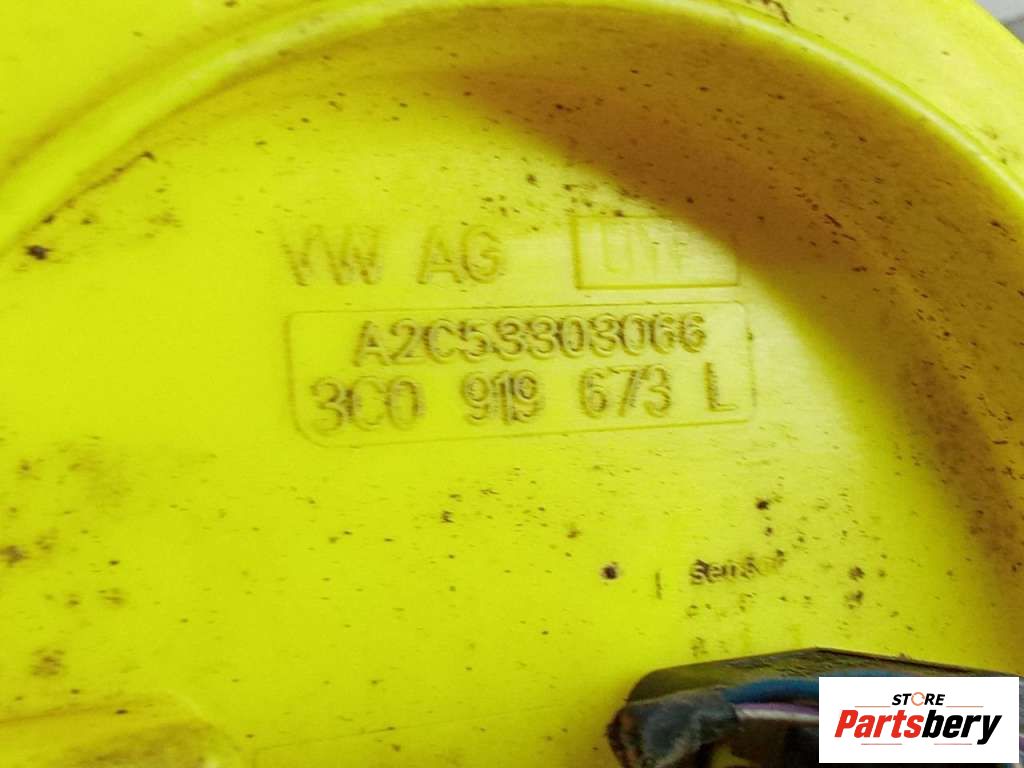 VW AG
A2C53303066
3C0 919 673 L
STORE
Partsbery